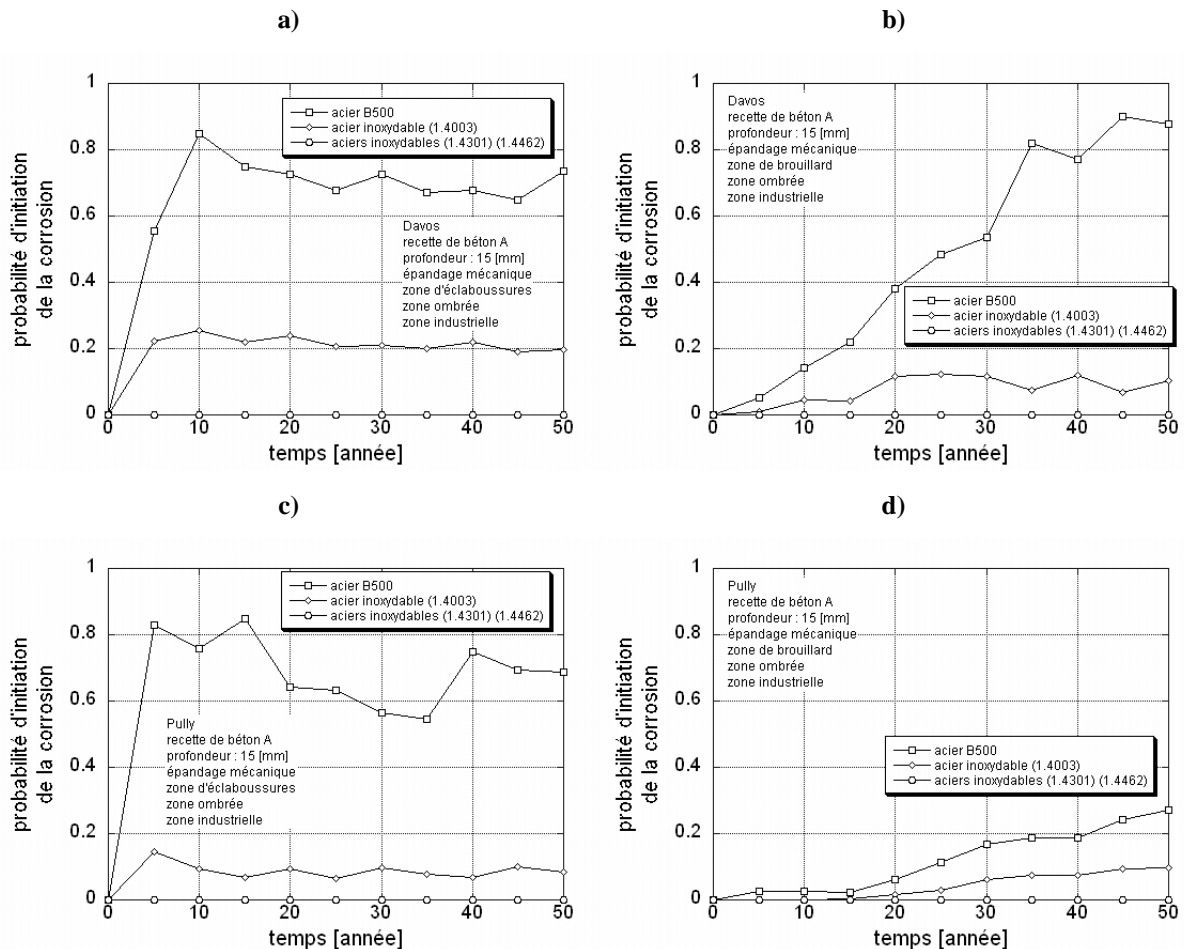 a)
1
0.8
0.6
0.4
0.2
0
0
10
20
30
40
50
probabilité d'initiation
de la corrosion
temps [année]
acier B500
acier inoxydable (1.4003)
aciers inoxydables (1.4301) (1.4462)
Davos
recette de béton A
profondeur : 15 [mm]
épandage mécanique
zone d'éclaboussures
zone ombrée
zone industrielle
b)
1
0.8
0.6
0.4
0.2
0
0
10
20
30
40
50
probabilité d'initiation
de la corrosion
temps [année]
Davos
recette de béton A
profondeur : 15 [mm]
épandage mécanique
zone de brouillard
zone ombrée
zone industrielle
acier B500
acier inoxydable (1.4003)
aciers inoxydables (1.4301) (1.4462)
c)
1
0.8
0.6
0.4
0.2
0
0
10
20
30
40
50
probabilité d'initiation
de la corrosion
temps [année]
acier B500
acier inoxydable (1.4003)
aciers inoxydables (1.4301) (1.4462)
Pully
recette de béton A
profondeur : 15 [mm]
épandage mécanique
zone d'éclaboussures
zone ombrée
zone industrielle
d)
1
0.8
0.6
0.4
0.2
0
0
10
20
30
40
50
probabilité d'initiation
de la corrosion
temps [année]
Pully
recette de béton A
profondeur : 15 [mm]
épandage mécanique
zone de brouillard
zone ombrée
zone industrielle
acier B500
acier inoxydable (1.4003)
aciers inoxydables (1.4301) (1.4462)